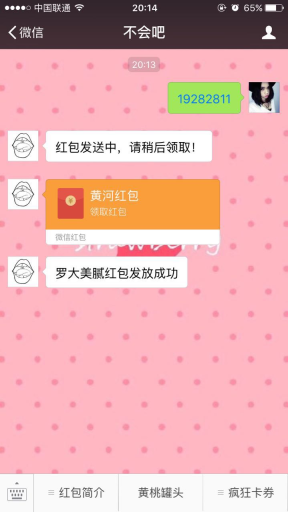 中国联通 20:14 65%
微信 不会吧
20:13
19282811
红包发送中，请稍后领取！
黄河红包
领取红包
微信红包
strawberry
罗大美腻红包发放成功
红包简介 黄桃罐头 疯狂卡券